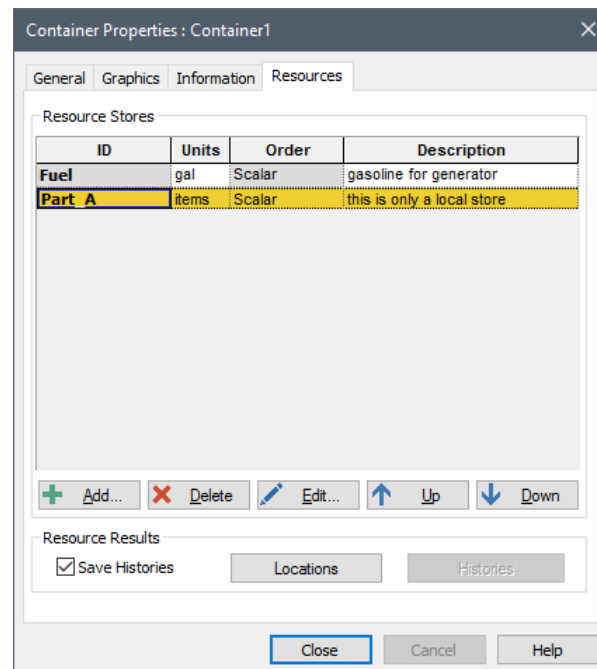 Container Properties : Container1
General Graphics Information Resources
Resource Stores
ID Units Order Description
Fuel gal Scalar gasoline for generator
Part_A items Scalar this is only a local store
Add... Delete Edit... Up Down
Resource Results
Save Histories Locations Histories
Close Cancel Help